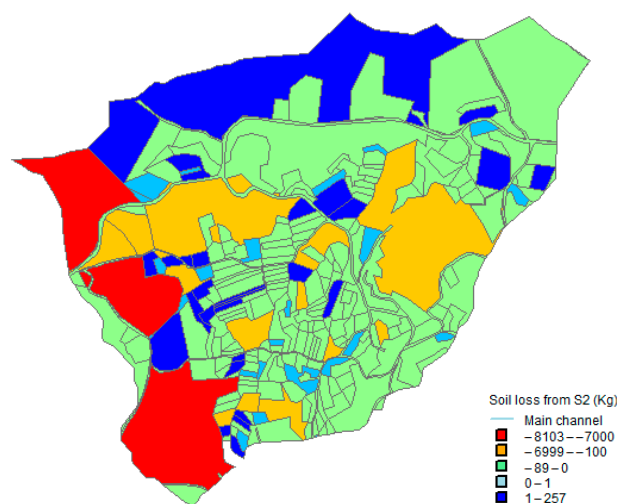 Soil loss from S2 (Kg)
Main channel
-8103--7000
-6999--100
-89-0
0-1
1-257